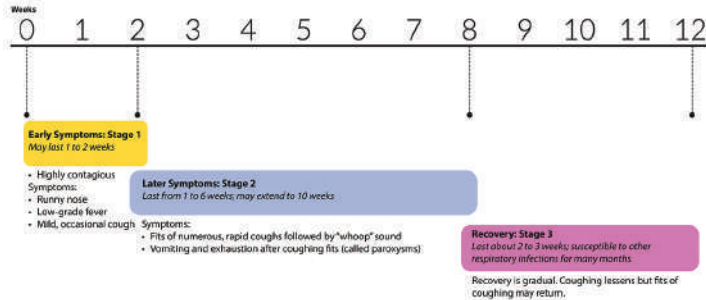 Weeks
0 1 2 3 4 5 6 7 8 9 10 11 12
Early Symptoms: Stage 1
May last 1 to 2 weeks
• Highly contagious
Symptoms:
• Runny nose
• Low-grade fever
• Mild, occasional cough
Later Symptoms: Stage 2
Last from 1 to 6 weeks; may extend to 10 weeks
Symptoms:
• Fits of numerous, rapid coughs followed by "whoop" sound
• Vomiting and exhaustion after coughing fits (called paroxysms)
Recovery: Stage 3
Last about 2 to 3 weeks; susceptible to other
respiratory infections for many months
Recovery is gradual. Coughing lessens but fits of
coughing may return.